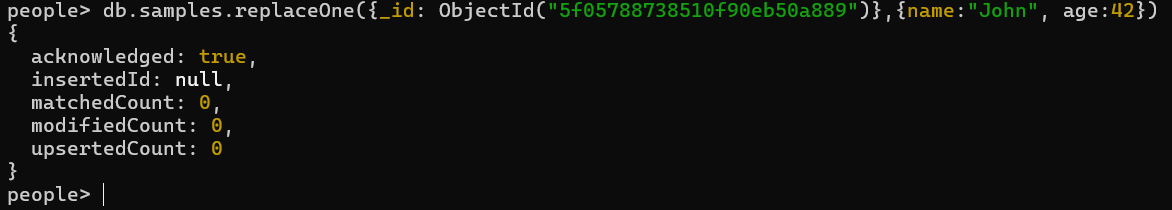 people> db.samples.replaceOne({_id: ObjectId("5f05788738510f90eb50a889")},{name:"John", age:42})
{
  acknowledged: true,
  insertedId: null,
  matchedCount: 0,
  modifiedCount: 0,
  upsertedCount: 0
}
people>